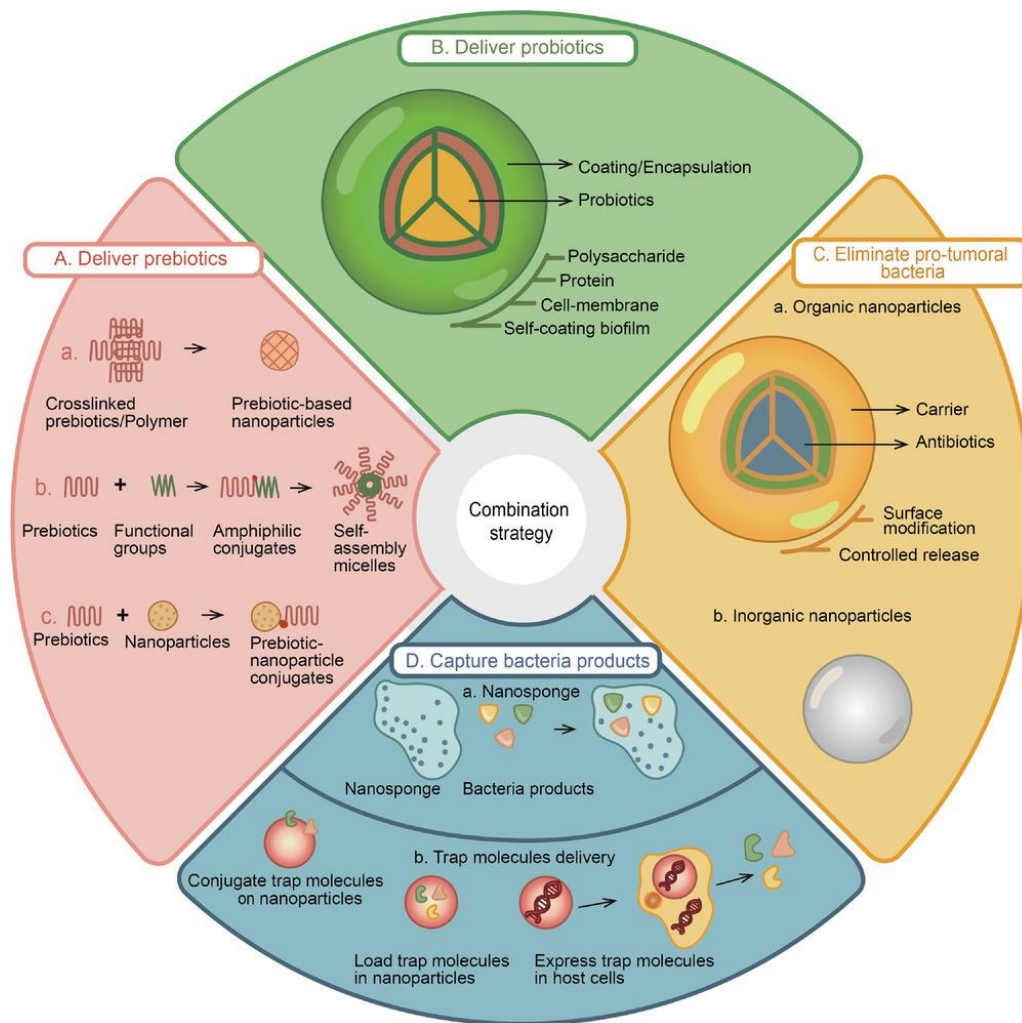 B. Deliver probiotics
Coating/Encapsulation
Probiotics
Polysaccharide
Protein
Cell-membrane
Self-coating biofilm
A. Deliver prebiotics
a.
Crosslinked
prebiotics/Polymer
Prebiotic-based
nanoparticles
b.
+
Prebiotics
Functional
groups
Amphiphilic
conjugates
Self-
assembly
micelles
c.
+
Prebiotics
Nanoparticles
Prebiotic-
nanoparticle
conjugates
Combination
strategy
C. Eliminate pro-tumoral
bacteria
a. Organic nanoparticles
Carrier
Antibiotics
Surface
modification
Controlled release
b. Inorganic nanoparticles
D. Capture bacteria products
a. Nanosponge
Nanosponge
Bacteria products
b. Trap molecules delivery
Conjugate trap molecules
on nanoparticles
Load trap molecules
in nanoparticles
Express trap molecules
in host cells